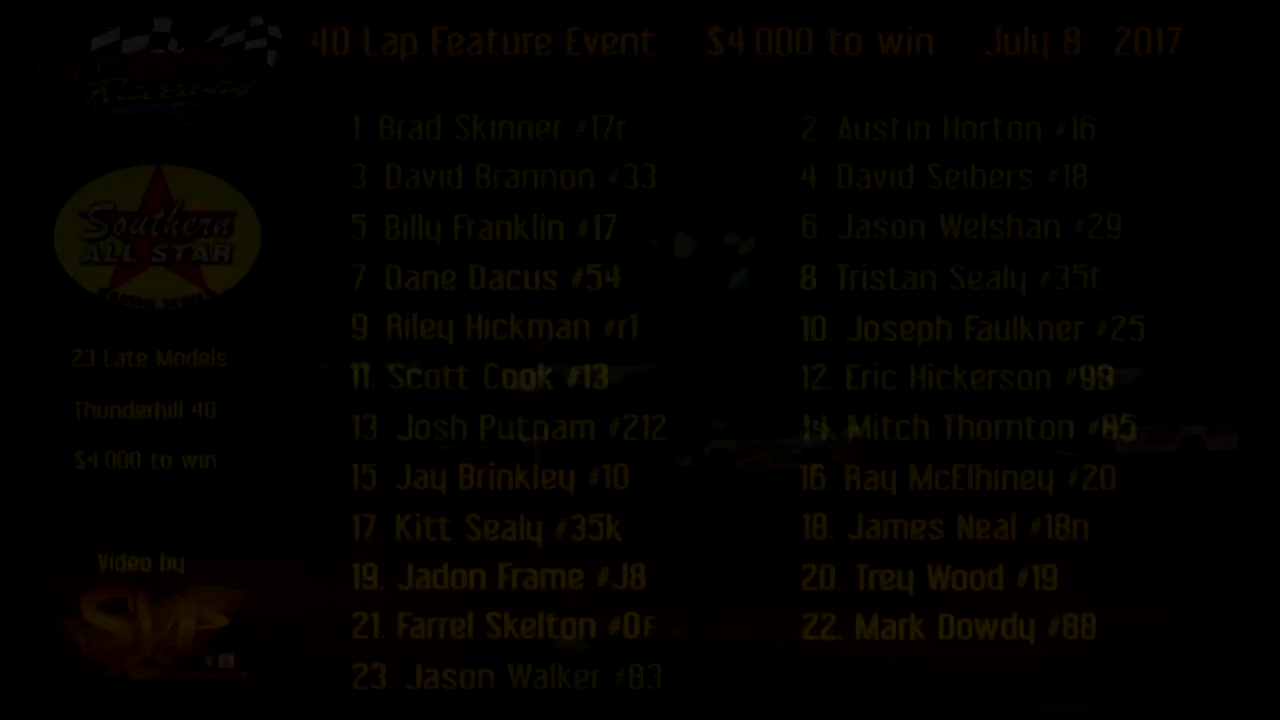 40 Lap Feature Event $4,000 to win July 8, 2017
Raceway
Southern
ALL STAR
23 Late Models
Thunderhill 40
$4,000 to win
Video by
SVP
1. Brad Skinner #17r
2. Austin Horton #16
3. David Brannon #33
4. David Seibers #18
5. Billy Franklin #17
6. Jason Welshan #29
7. Dane Dacus #54
8. Tristan Sealy #35t
9. Riley Hickman #r1
10. Joseph Faulkner #25
11. Scott Cook #13
12. Eric Hickerson #98
13. Josh Putnam #212
14. Mitch Thornton #85
15. Jay Brinkley #10
16. Ray McElhiney #20
17. Kitt Sealy #35k
18. James Neal #18n
19. Jadon Frame #J8
20. Trey Wood #19
21. Farrel Skelton #0F
22. Mark Dowdy #88
23. Jason Walker #83